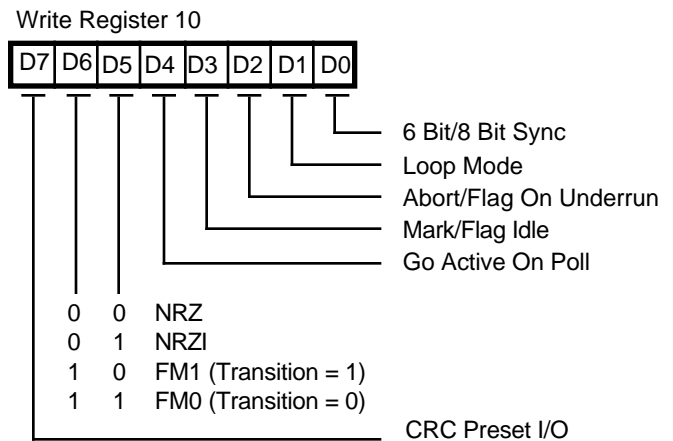 Write Register 10
D7 D6 D5 D4 D3 D2 D1 D0
6 Bit/8 Bit Sync
Loop Mode
Abort/Flag On Underrun
Mark/Flag Idle
Go Active On Poll
0 0 NRZ
0 1 NRZI
1 0 FM1 (Transition = 1)
1 1 FM0 (Transition = 0)
CRC Preset I/O